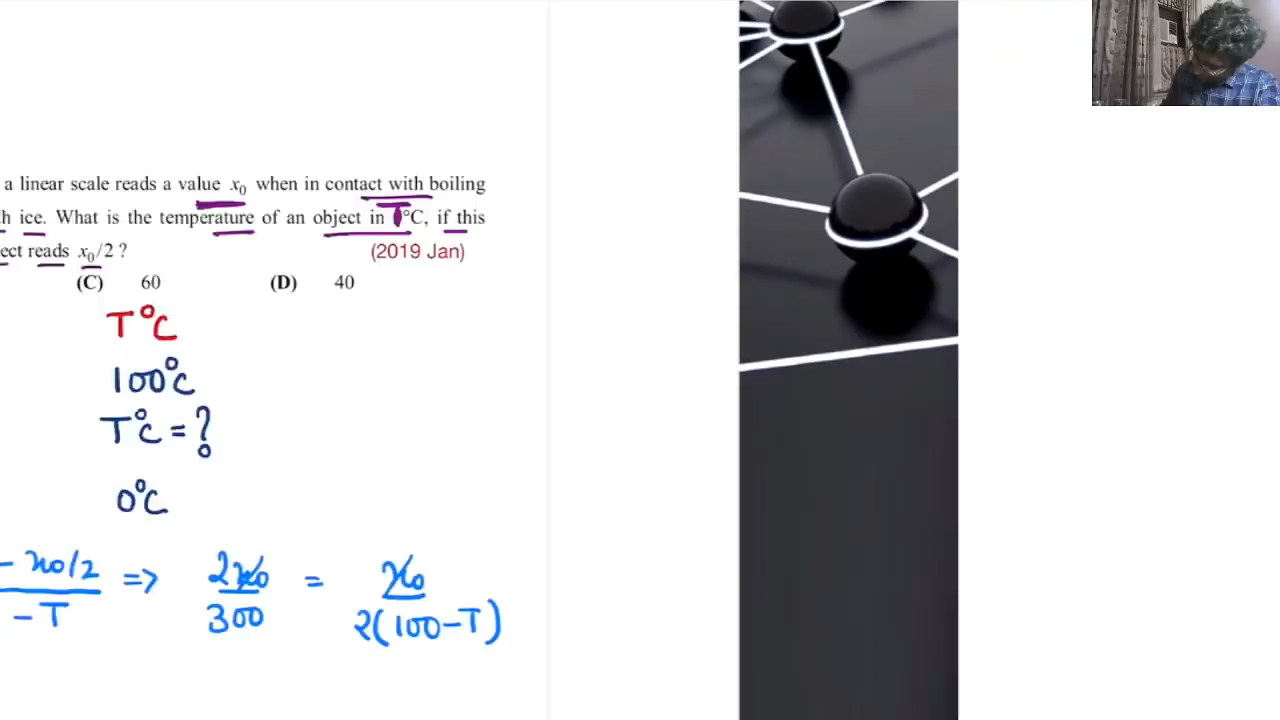 a linear scale reads a value x₀ when in contact with boiling
h ice. What is the temperature of an object in °C, if this
ect reads x₀/2 ?
(2019 Jan)
(C) 60 (D) 40
T°C
100°C
T°C = ?
0°C
- x₀/2 => 2x₀ = x₀
- T 300 2(100-T)